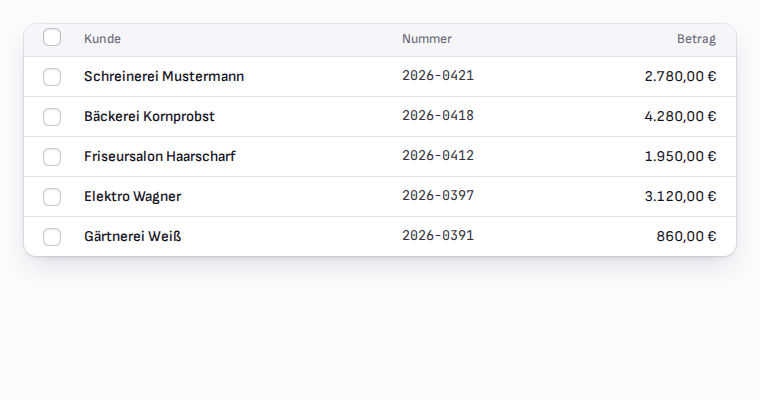 Kunde Nummer Betrag
Schreinerei Mustermann 2026-0421 2.780,00 €
Bäckerei Kornprobst 2026-0418 4.280,00 €
Friseursalon Haarscharf 2026-0412 1.950,00 €
Elektro Wagner 2026-0397 3.120,00 €
Gärtnerei Weiß 2026-0391 860,00 €